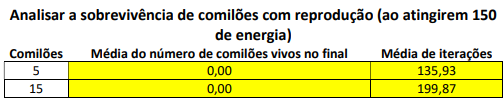 Analisar a sobrevivência de comilões com reprodução (ao atingirem 150
de energia)
Comilões Média do número de comilões vivos no final Média de iterações
5 0,00 135,93
15 0,00 199,87